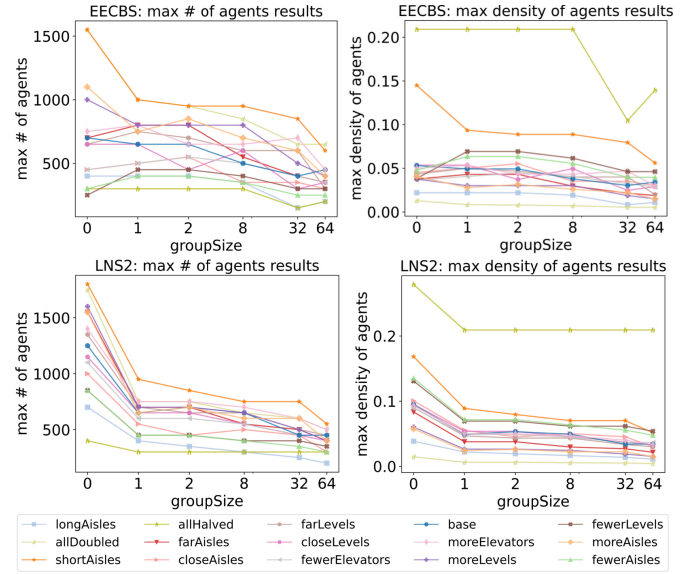 EECBS: max # of agents results
EECBS: max density of agents results
max # of agents
1500
1000
500
0 1 2 8 32 64
groupSize
max density of agents
0.20
0.15
0.10
0.05
0.00
0 1 2 8 32 64
groupSize
LNS2: max # of agents results
LNS2: max density of agents results
max # of agents
1500
1000
500
0 1 2 8 32 64
groupSize
max density of agents
0.2
0.1
0.0
0 1 2 8 32 64
groupSize
longAisles allHalved farLevels base fewerLevels
allDoubled farAisles closeLevels moreElevators moreAisles
shortAisles closeAisles fewerElevators moreLevels fewerAisles